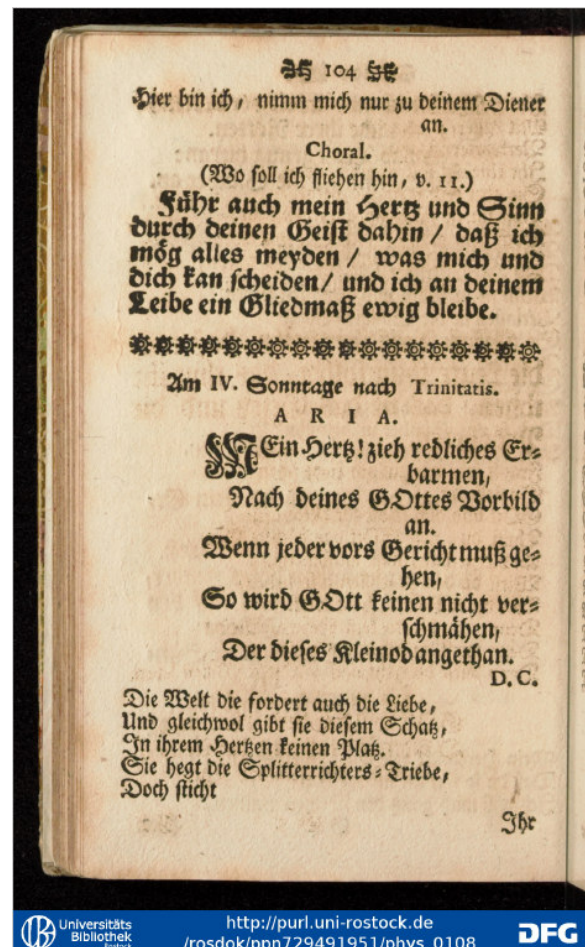 104
Hier bin ich, nimm mich nur zu deinem Diener
an.
Choral.
(Wo soll ich fliehen hin, v. 11.)
Führ auch mein Hertz und Sinn
durch deinen Geist dahin / daß ich
mög alles meyden / was mich und
dich kan scheiden / und ich an deinem
Leibe ein Gliedmaß ewig bleibe.
Am IV. Sonntage nach Trinitatis.
ARIA.
MEin Hertz! zieh redliches Er-
barmen,
Nach deines GOttes Vorbild
an.
Wenn jeder vors Gericht muß ge-
hen,
So wird GOtt keinen nicht ver-
schmähen,
Der dieses Kleinod angethan.
D. C.
Die Welt die fordert auch die Liebe,
Und gleichwol gibt sie diesem Schatz,
In ihrem Hertzen keinen Platz.
Sie hegt die Splitterrichters-Triebe,
Doch sticht
Ihr
Universitäts
Bibliothek
Rostock
http://purl.uni-rostock.de
/rosdok/ppn729491951/phys_0108
DFG